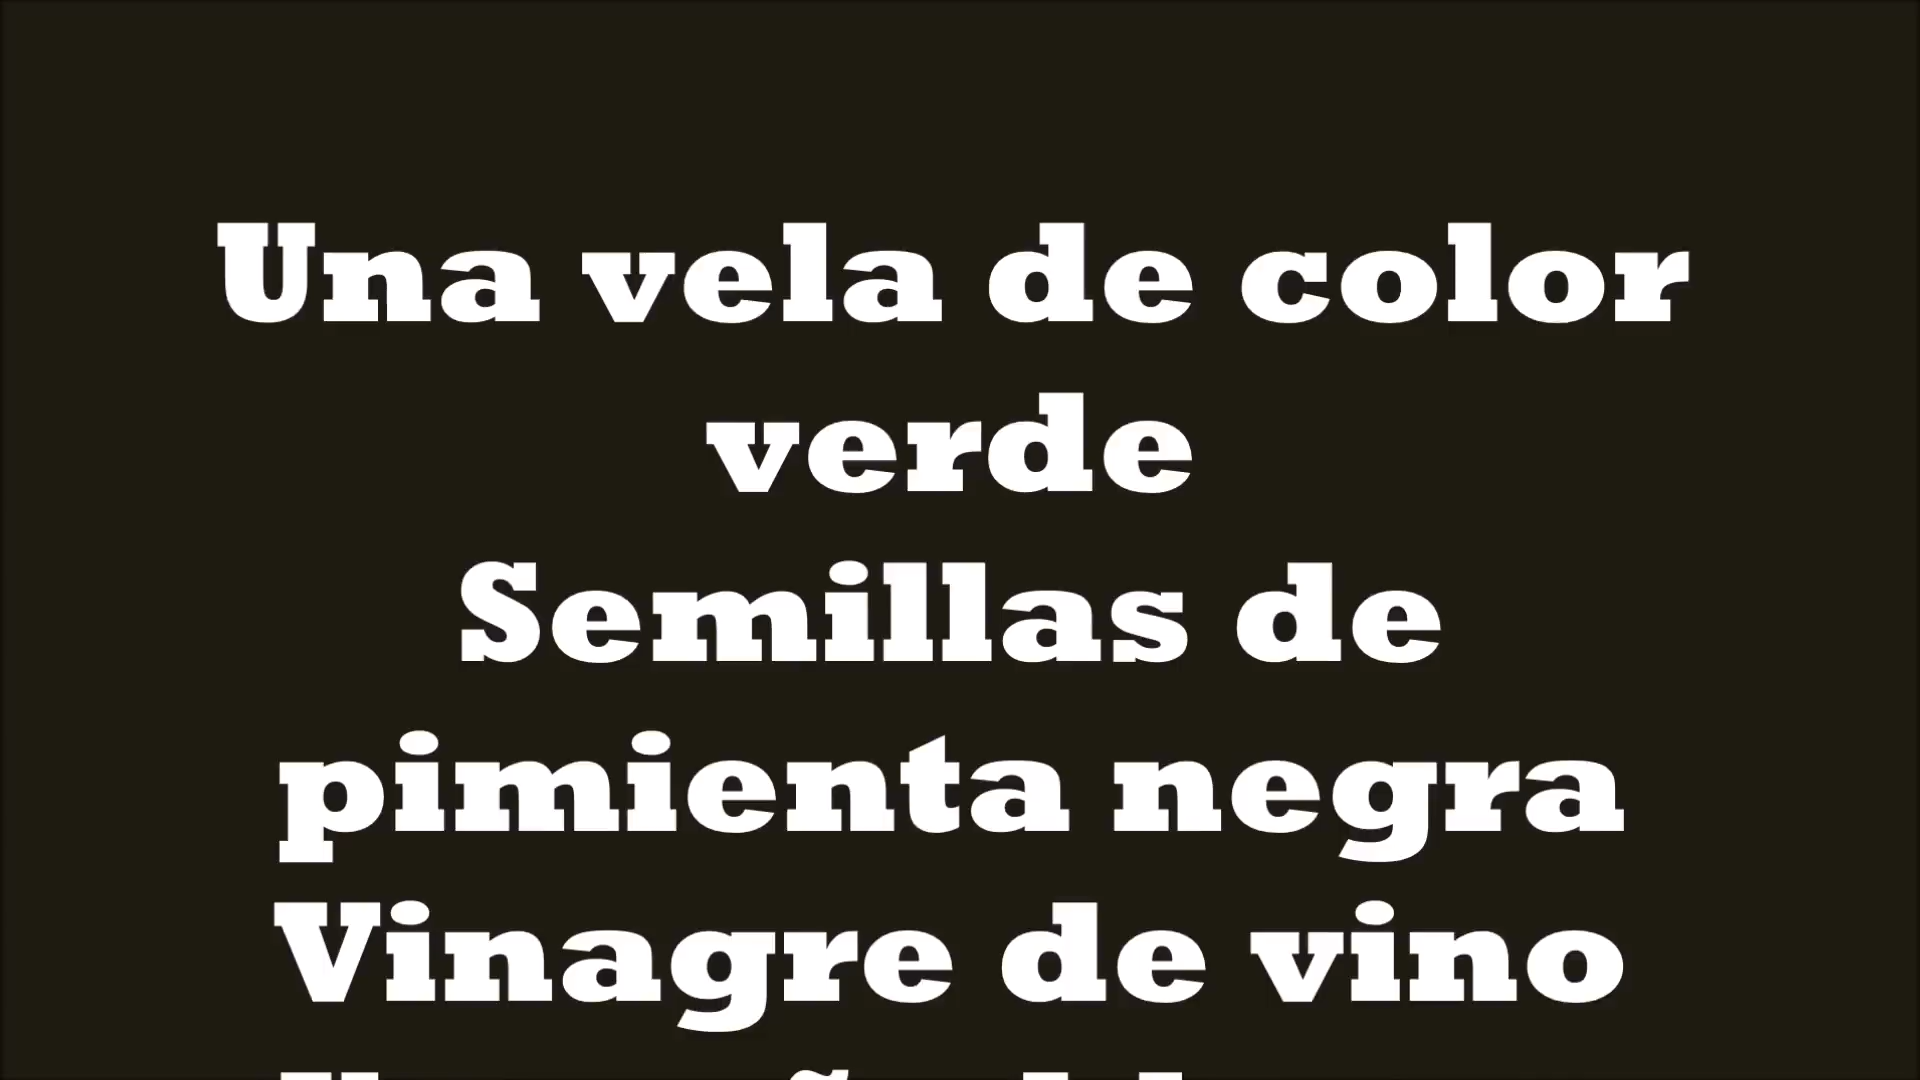 Una vela de color
verde
Semillas de
pimienta negra
Vinagre de vino